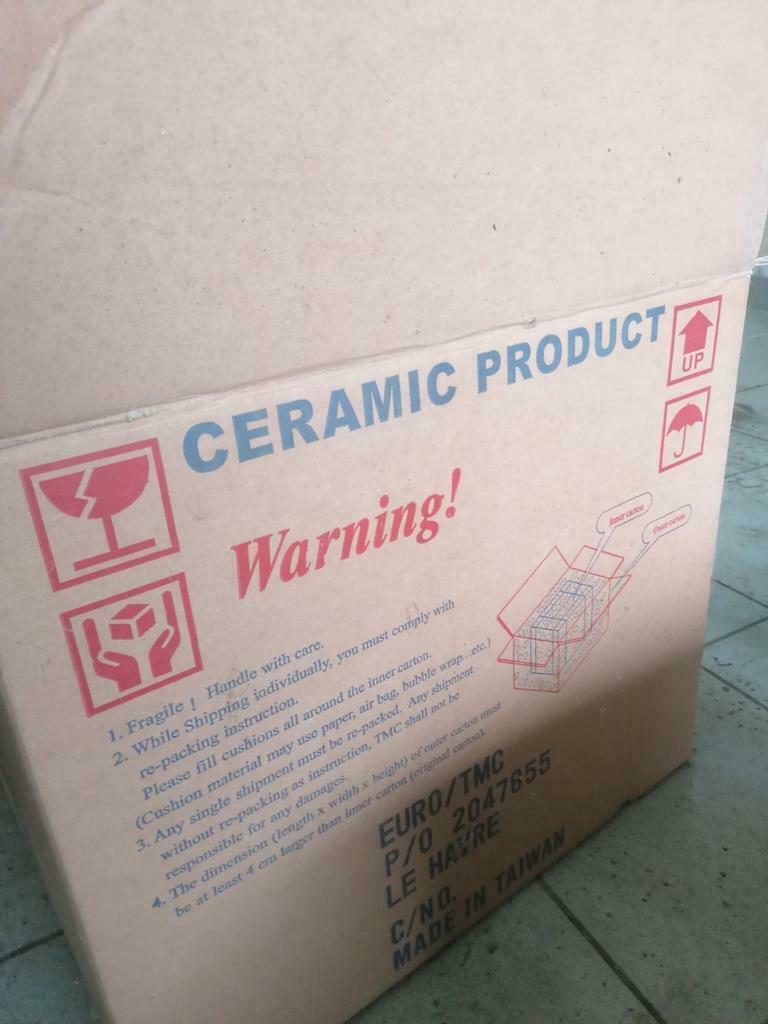 CERAMIC PRODUCT
UP
Warning!
Inner carton
Outer carton
1. Fragile ! Handle with care.
2. While Shipping individually, you must comply with
re-packing instruction.
Please fill cushions all around the inner carton.
(Cushion material may use paper, air bag, bubble wrap...etc.)
3. Any single shipment must be re-packed. Any shipment
without re-packing as instruction, TMC shall not be
responsible for any damages.
4. The dimension (length x width x height) of outer carton must
be at least 4 cm larger than inner carton (original carton).
EURO/TMC
P/O 2047655
LE HAVRE
C/NO.
MADE IN TAIWAN